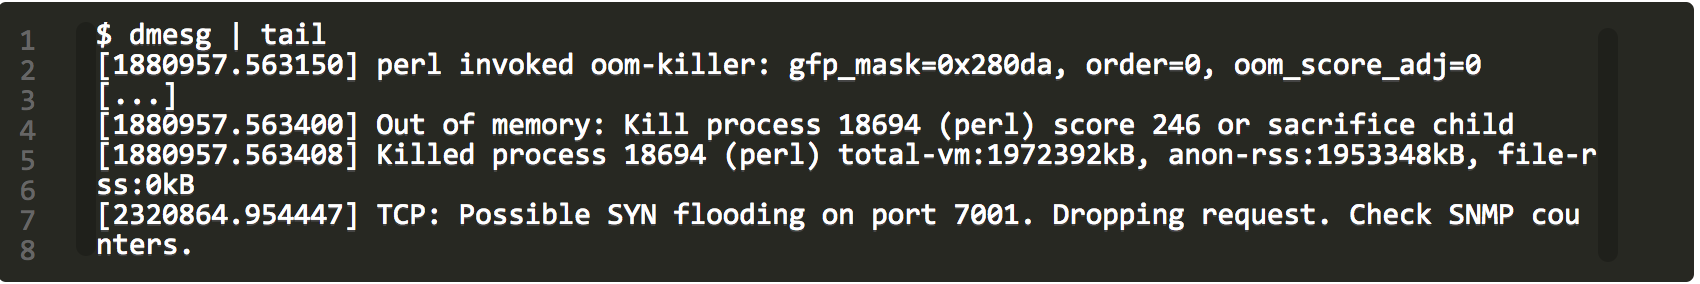 1 $ dmesg | tail
2 [1880957.563150] perl invoked oom-killer: gfp_mask=0x280da, order=0, oom_score_adj=0
3 [...]
4 [1880957.563400] Out of memory: Kill process 18694 (perl) score 246 or sacrifice child
5 [1880957.563408] Killed process 18694 (perl) total-vm:1972392kB, anon-rss:1953348kB, file-r
6 ss:0kB
7 [2320864.954447] TCP: Possible SYN flooding on port 7001. Dropping request. Check SNMP cou
8 nters.